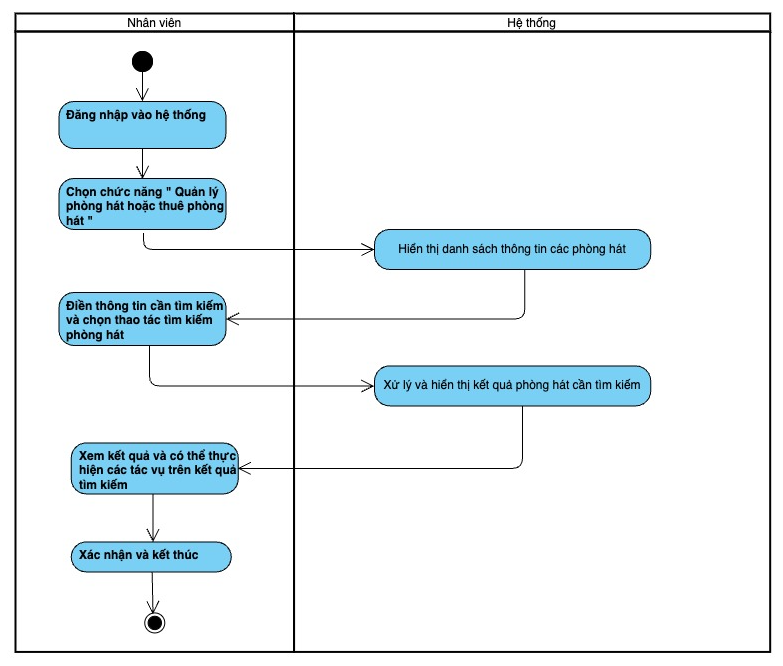 Nhân viên
Hệ thống
Đăng nhập vào hệ thống
Chọn chức năng " Quản lý
phòng hát hoặc thuê phòng
hát "
Hiển thị danh sách thông tin các phòng hát
Điền thông tin cần tìm kiếm
và chọn thao tác tìm kiếm
phòng hát
Xử lý và hiển thị kết quả phòng hát cần tìm kiếm
Xem kết quả và có thể thực
hiện các tác vụ trên kết quả
tìm kiếm
Xác nhận và kết thúc